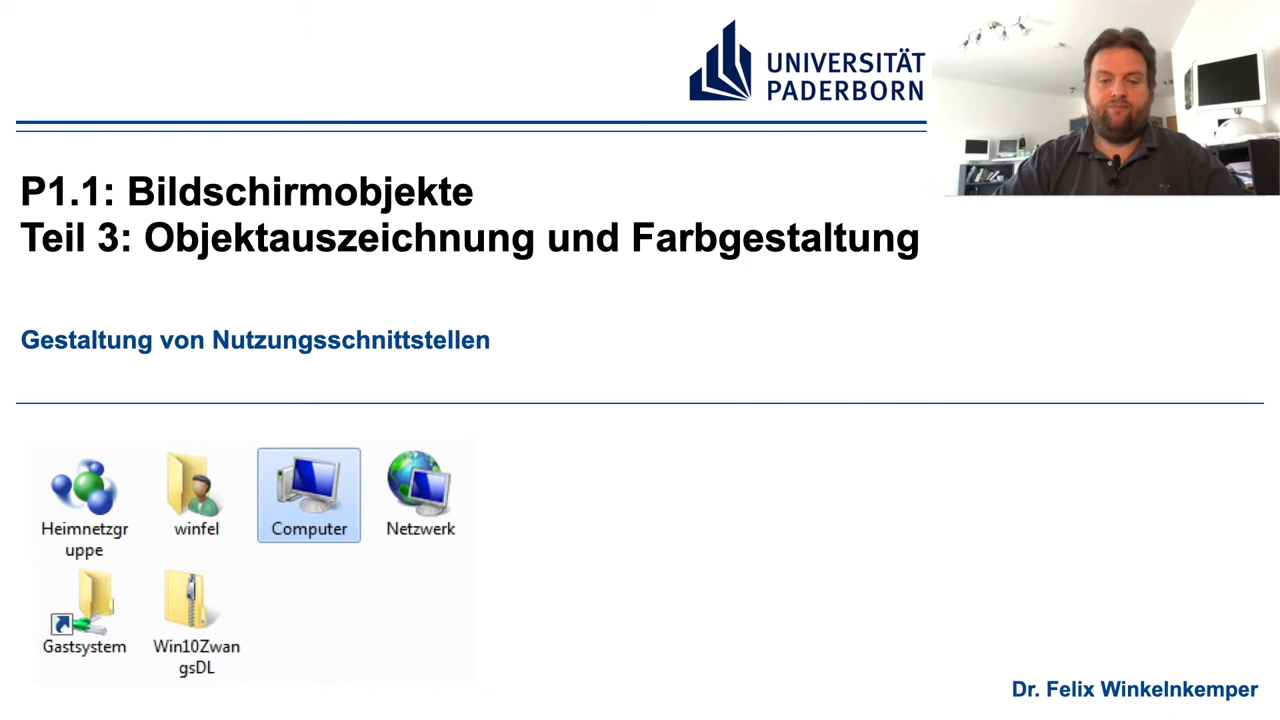 UNIVERSITÄT
PADERBORN
P1.1: Bildschirmobjekte
Teil 3: Objektauszeichnung und Farbgestaltung
Gestaltung von Nutzungsschnittstellen
Heimnetzgr
uppe
winfel
Computer
Netzwerk
Gastsystem
Win10Zwan
gsDL
Dr. Felix Winkelnkemper